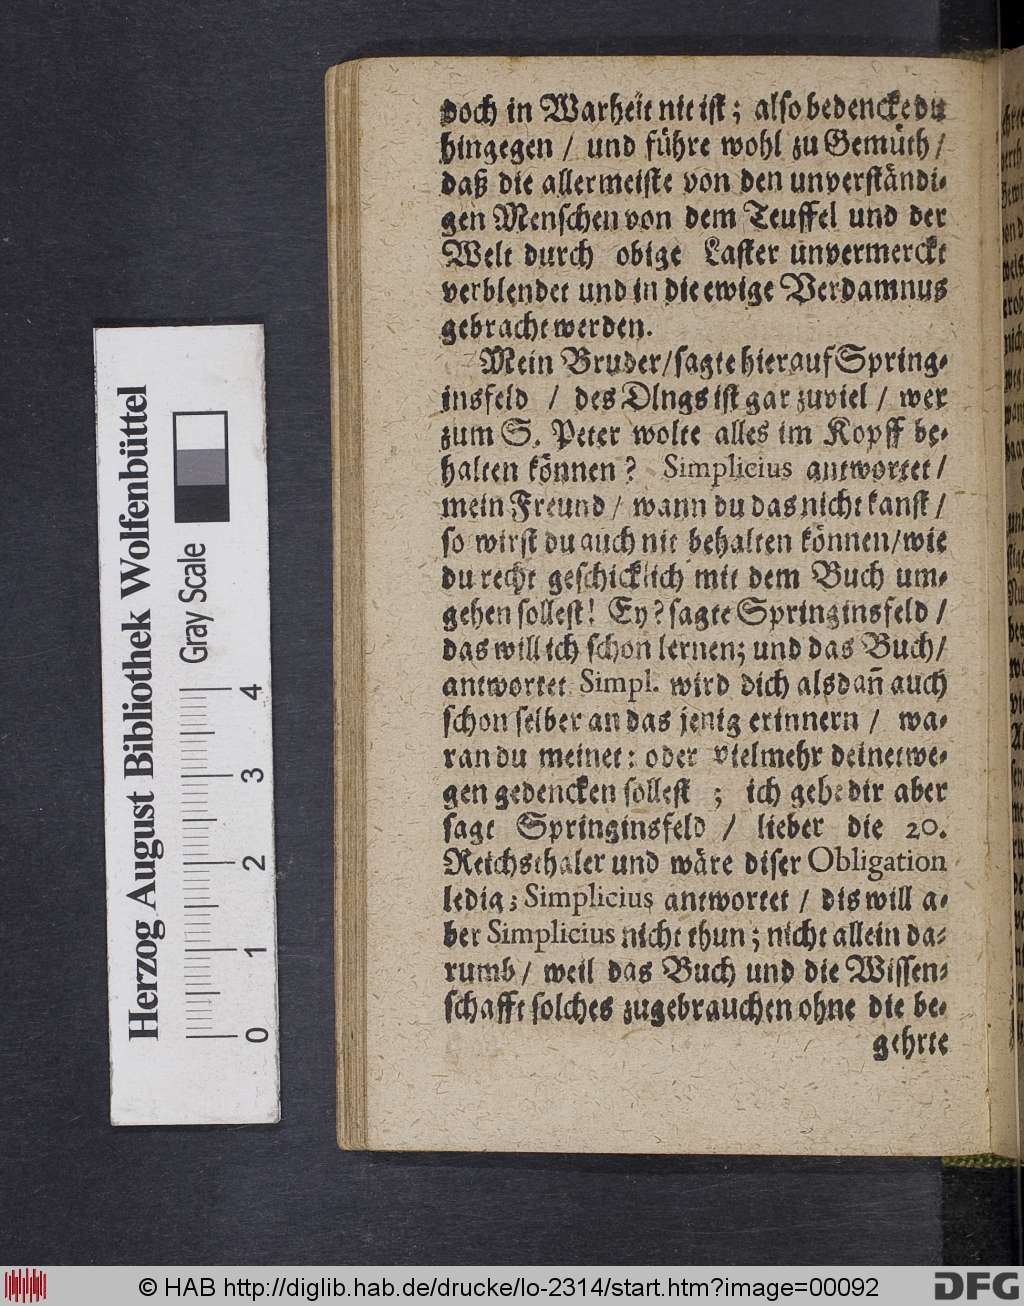 doch in Warheit nit ist; also bedencke du
hingegen / und führe wohl zu Gemüth /
daß die allermeiste von den unverständi-
gen Menschen von dem Teuffel und der
Welt durch obige Laster unvermerckt
verblendet und in die ewige Verdamnus
gebracht werden.
Mein Bruder / sagte hierauf Spring-
insfeld / des Dings ist gar zuviel / wer
zum S. Peter wolte alles im Kopff be-
halten können? Simplicius antwortet /
mein Freund / wann du das nicht kanst /
so wirst du auch nit behalten können / wie
du recht geschicklich mit dem Buch um-
gehen sollest! Ey? sagte Springinsfeld /
das will ich schon lernen; und das Buch /
antwortet Simpl. wird dich alsdañ auch
schon selber an das jenig erinnern / wa-
ran du meinet: oder vielmehr deinetwe-
gen gedencken sollest ; ich gebe dir aber
sagt Springinsfeld / lieber die 20.
Reichsthaler und wäre diser Obligation
ledig; Simplicius antwortet / dis will a-
ber Simplicius nicht thun; nicht allein da-
rumb / weil das Buch und die Wissen-
schafft solches zugebrauchen ohne die be-
gehrte
Herzog August Bibliothek Wolfenbüttel
Gray Scale
0 1 2 3 4
© HAB http://diglib.hab.de/drucke/lo-2314/start.htm?image=00092
DFG